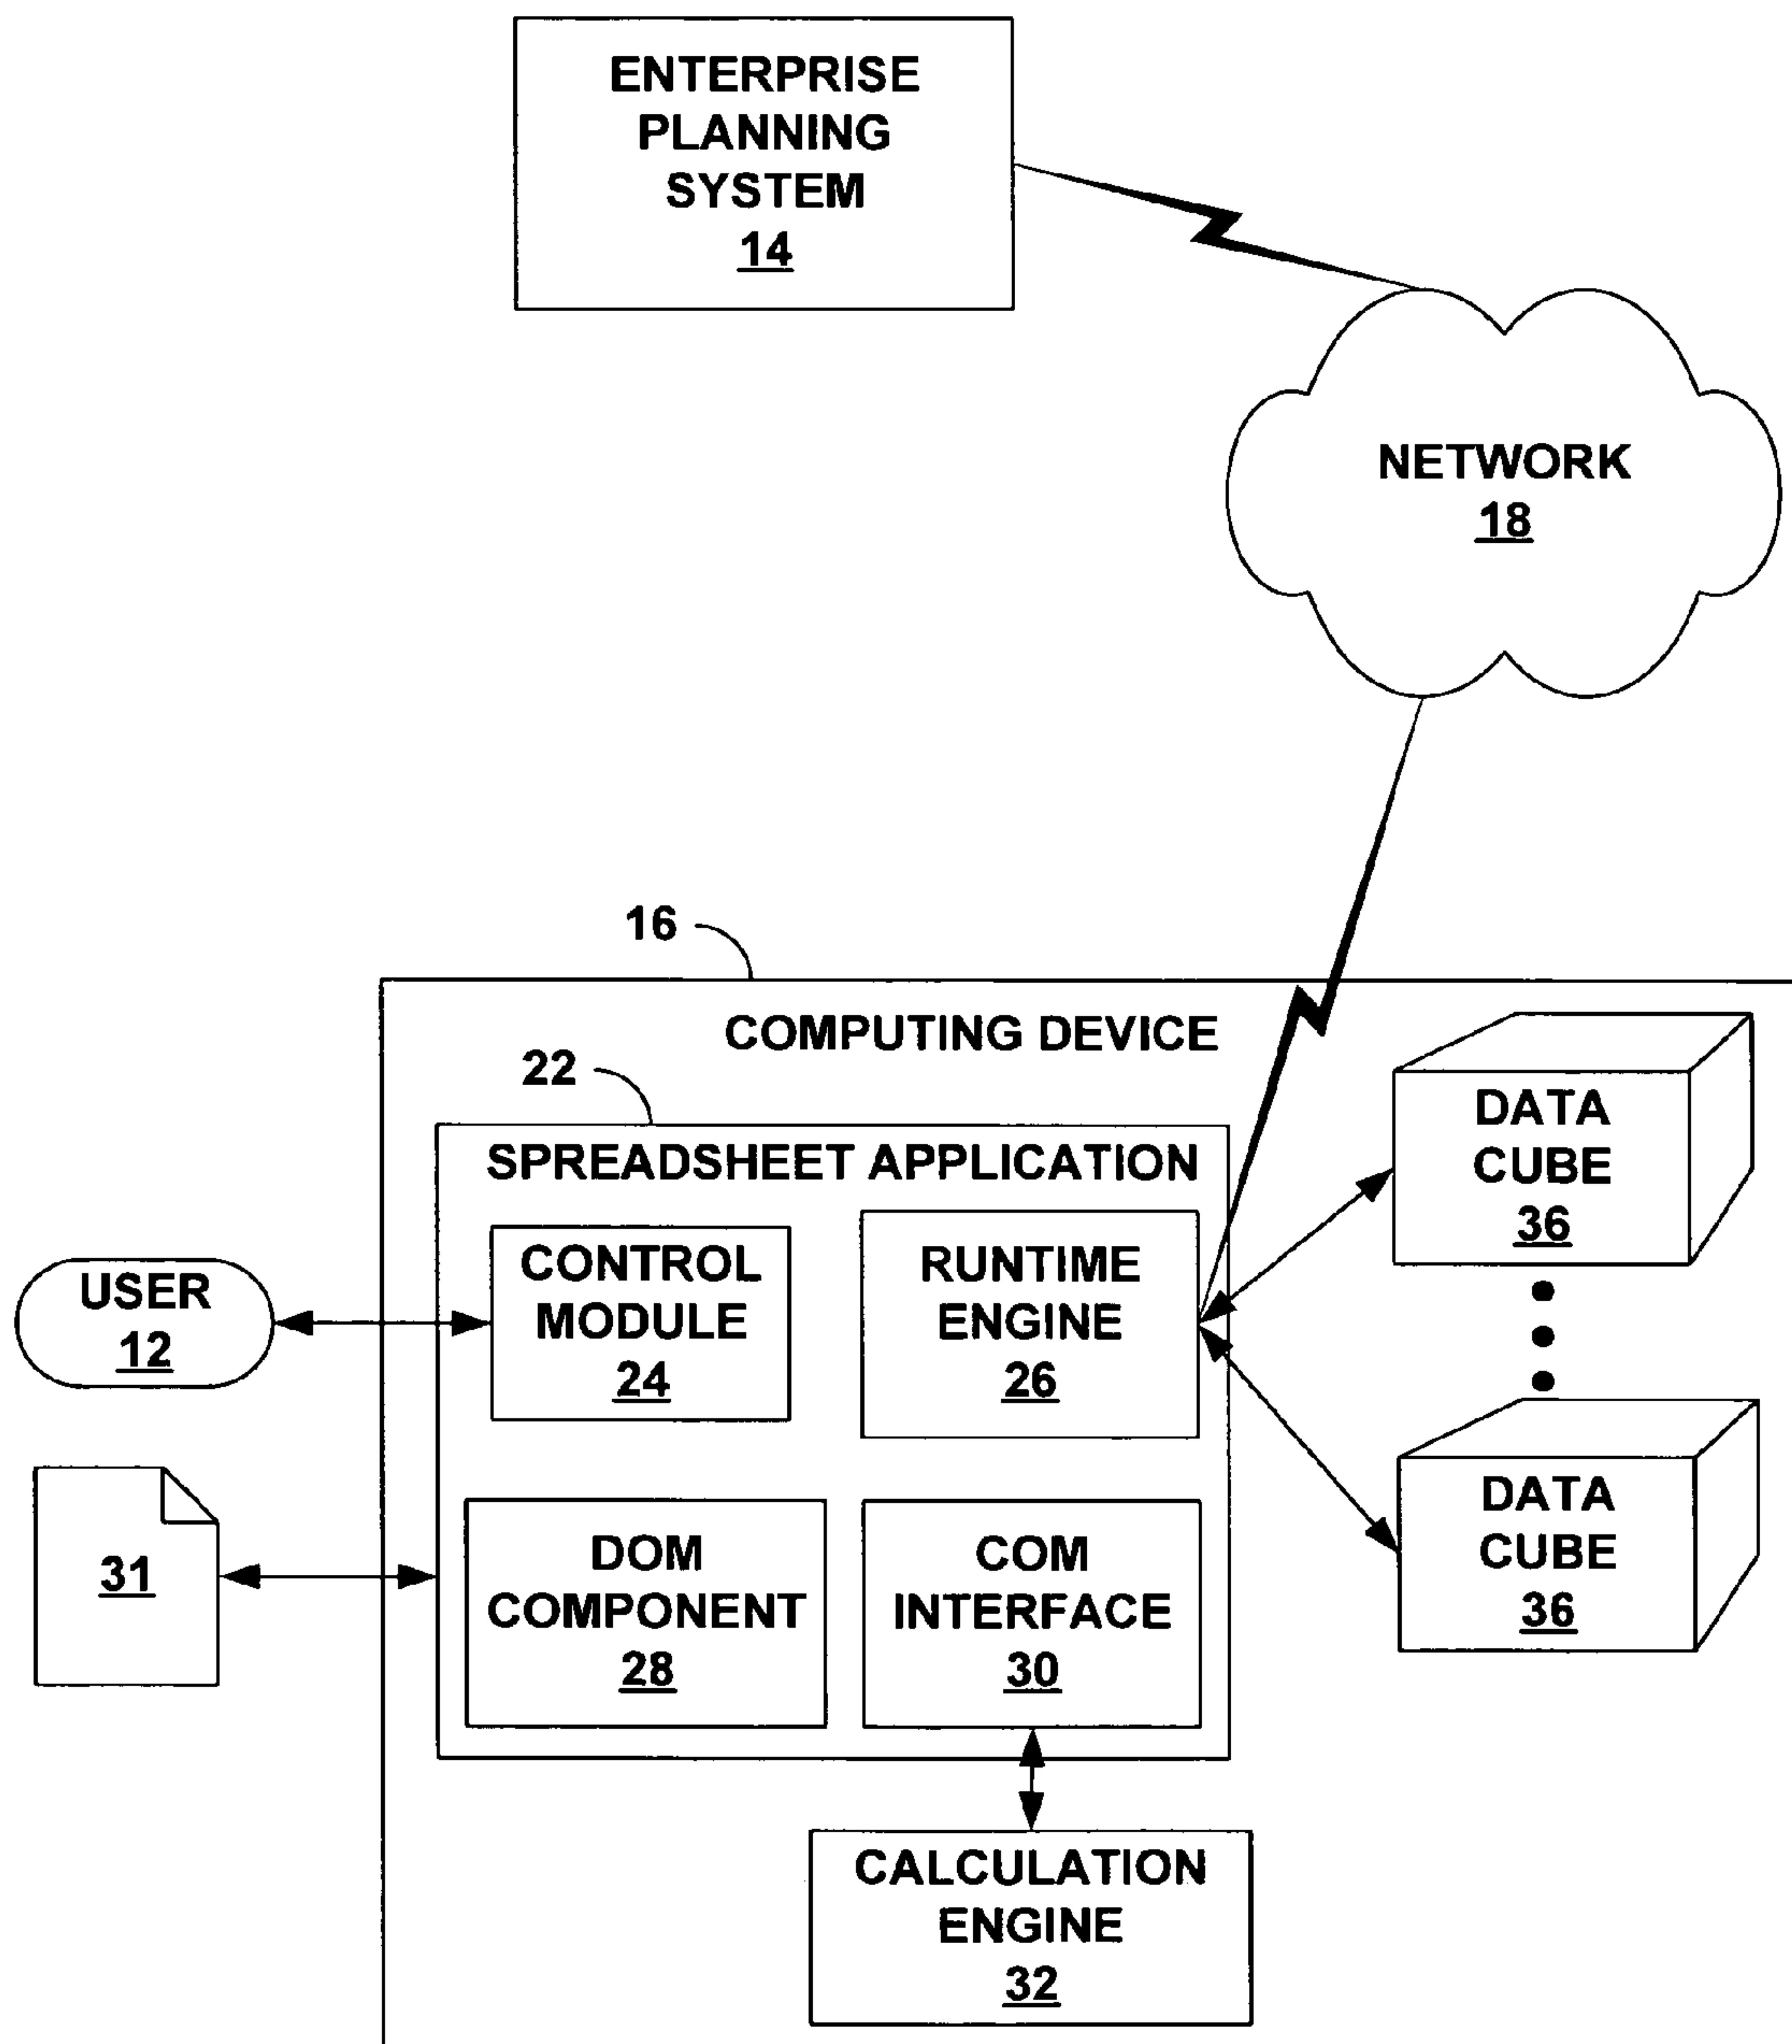 ENTERPRISE
PLANNING
SYSTEM
14
NETWORK
18
16
COMPUTING DEVICE
22
SPREADSHEET APPLICATION
DATA
CUBE
36
CONTROL
MODULE
24
RUNTIME
ENGINE
26
USER
12
31
DOM
COMPONENT
28
COM
INTERFACE
30
DATA
CUBE
36
CALCULATION
ENGINE
32